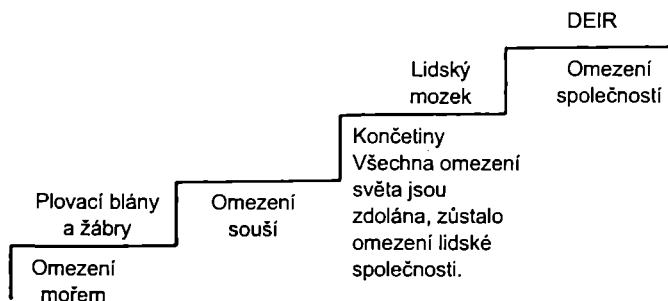 DEIR
Lidský
mozek
Omezení
společností
Končetiny
Všechna omezení
světa jsou
zdolána, zůstalo
omezení lidské
společnosti.
Plovací blány
a žábry
Omezení
souší
Omezení
mořem